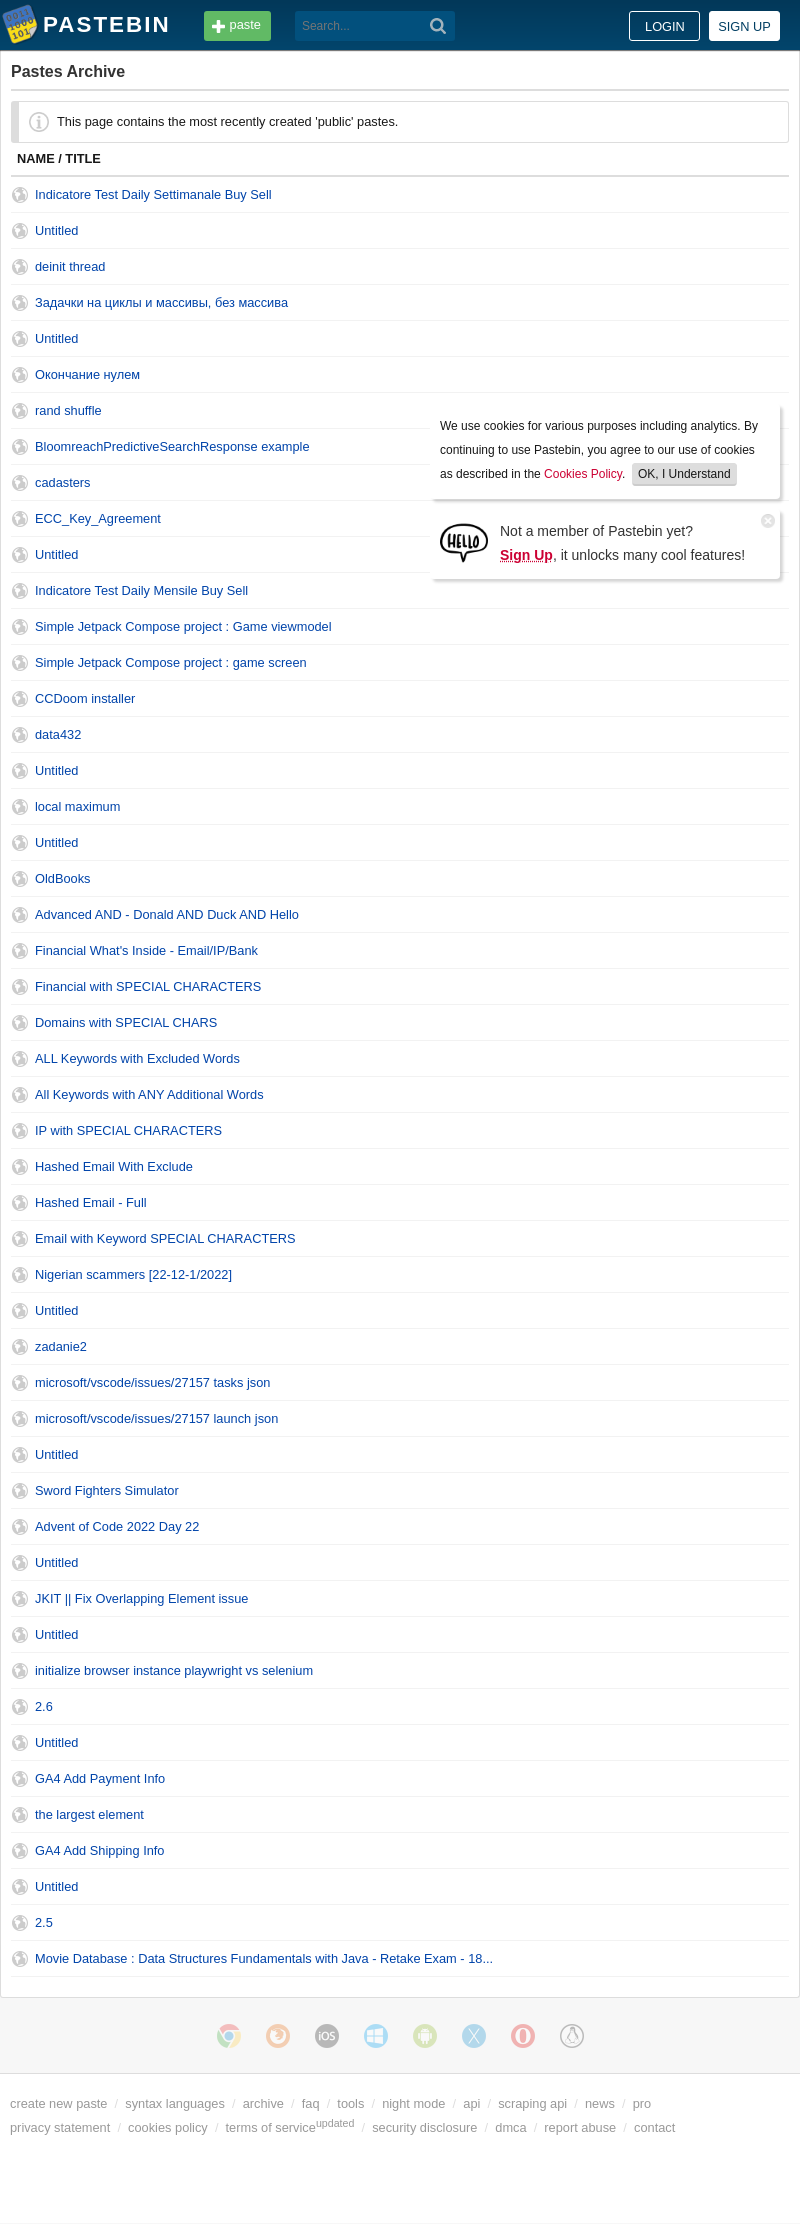 PASTEBIN
paste
Search...
LOGIN
SIGN UP
Pastes Archive
This page contains the most recently created 'public' pastes.
NAME / TITLE
Indicatore Test Daily Settimanale Buy Sell
Untitled
deinit thread
Задачки на циклы и массивы, без массива
Untitled
Окончание нулем
rand shuffle
BloomreachPredictiveSearchResponse example
cadasters
ECC_Key_Agreement
Untitled
We use cookies for various purposes including analytics. By
continuing to use Pastebin, you agree to our use of cookies
as described in the Cookies Policy. OK, I Understand
HELLO
Not a member of Pastebin yet?
Sign Up, it unlocks many cool features!
Indicatore Test Daily Mensile Buy Sell
Simple Jetpack Compose project : Game viewmodel
Simple Jetpack Compose project : game screen
CCDoom installer
data432
Untitled
local maximum
Untitled
OldBooks
Advanced AND - Donald AND Duck AND Hello
Financial What's Inside - Email/IP/Bank
Financial with SPECIAL CHARACTERS
Domains with SPECIAL CHARS
ALL Keywords with Excluded Words
All Keywords with ANY Additional Words
IP with SPECIAL CHARACTERS
Hashed Email With Exclude
Hashed Email - Full
Email with Keyword SPECIAL CHARACTERS
Nigerian scammers [22-12-1/2022]
Untitled
zadanie2
microsoft/vscode/issues/27157 tasks json
microsoft/vscode/issues/27157 launch json
Untitled
Sword Fighters Simulator
Advent of Code 2022 Day 22
Untitled
JKIT || Fix Overlapping Element issue
Untitled
initialize browser instance playwright vs selenium
2.6
Untitled
GA4 Add Payment Info
the largest element
GA4 Add Shipping Info
Untitled
2.5
Movie Database : Data Structures Fundamentals with Java - Retake Exam - 18...
iOS
create new paste / syntax languages / archive / faq / tools / night mode / api / scraping api / news / pro
privacy statement / cookies policy / terms of service updated / security disclosure / dmca / report abuse / contact